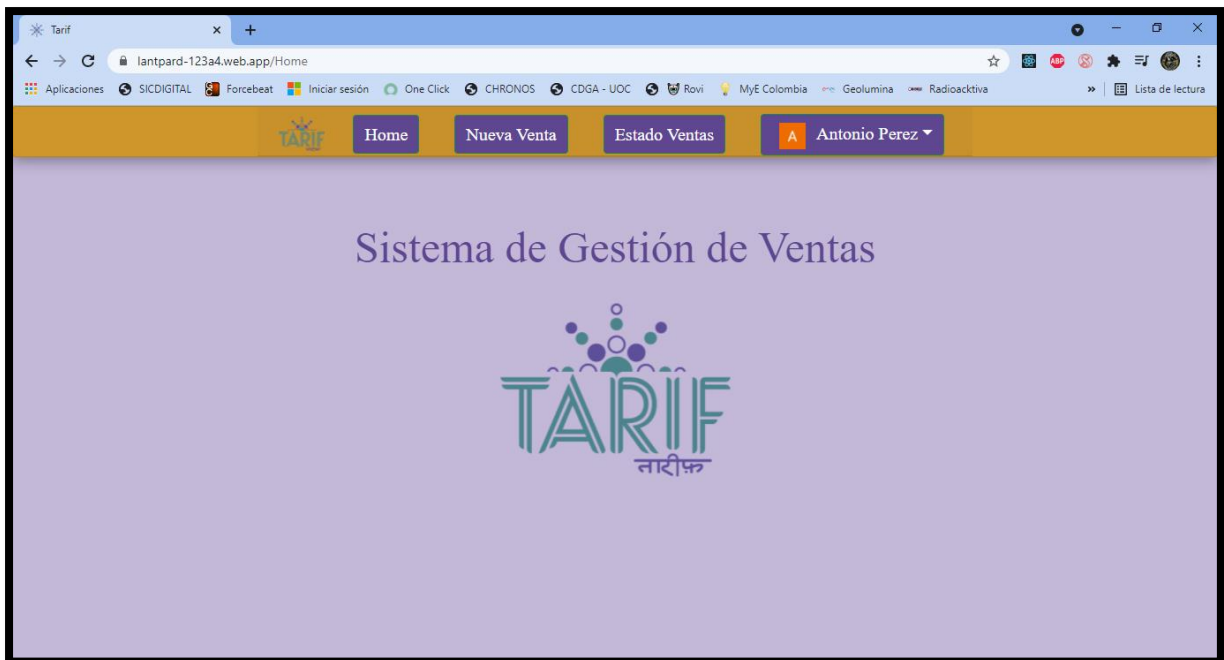 Tarif
lantpard-123a4.web.app/Home
Aplicaciones SICDIGITAL Forcebeat Iniciar sesión One Click CHRONOS CDGA - UOC Rovi MyE Colombia Geolumina Radioacktiva » Lista de lectura
TARIF Home Nueva Venta Estado Ventas A Antonio Perez
Sistema de Gestión de Ventas
TARIF
तारीफ़